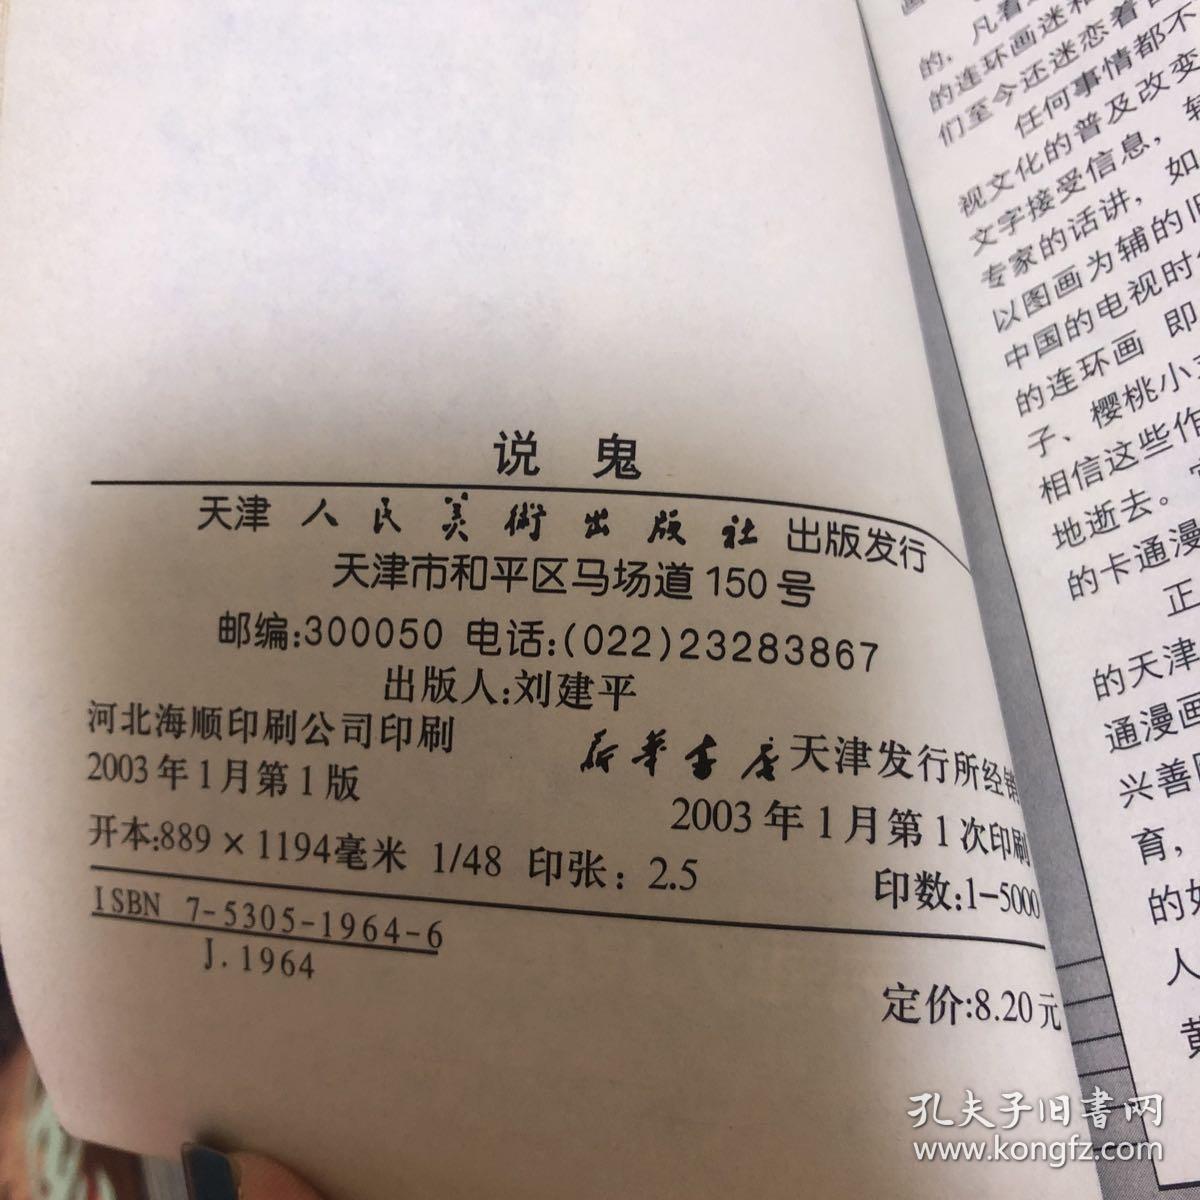 说 鬼
天津 人民美術出版社 出版发行
天津市和平区马场道150号
邮编:300050 电话:(022)23283867
出版人:刘建平
河北海顺印刷公司印刷
新华书店天津发行所经销
2003年1月第1版
2003年1月第1次印刷
开本:889×1194毫米 1/48 印张: 2.5
印数:1-5000
ISBN 7-5305-1964-6
J.1964
定价:8.20元
的, 凡看
的连环画迷和
们至今还迷恋着
任何事情都不
视文化的普及改变
文字接受信息,
专家的话讲, 如
以图画为辅的旧
中国的电视时
的连环画 即
子、樱桃小
相信这些作
地逝去。
的卡通漫
正
的天津
通漫画
兴善
育,
的如
人
黄
孔夫子旧书网
www.kongfz.com